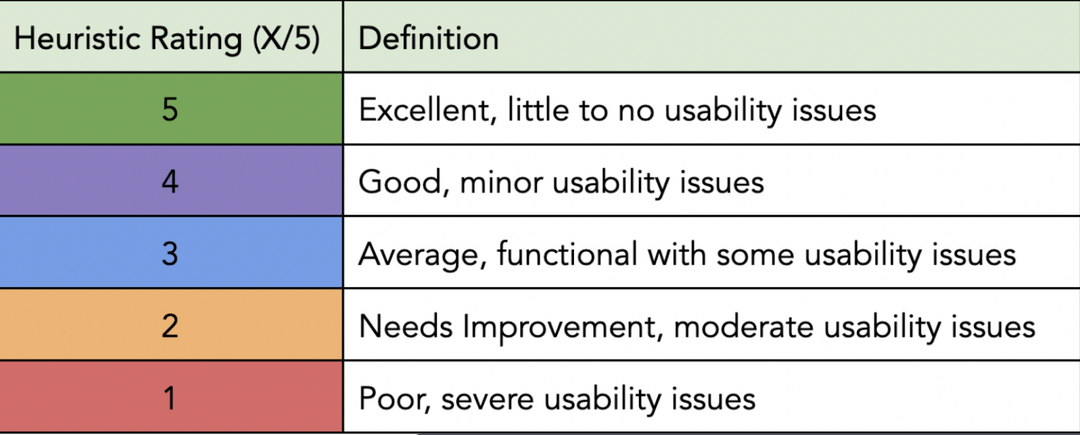 Heuristic Rating (X/5) Definition
5 Excellent, little to no usability issues
4 Good, minor usability issues
3 Average, functional with some usability issues
2 Needs Improvement, moderate usability issues
1 Poor, severe usability issues